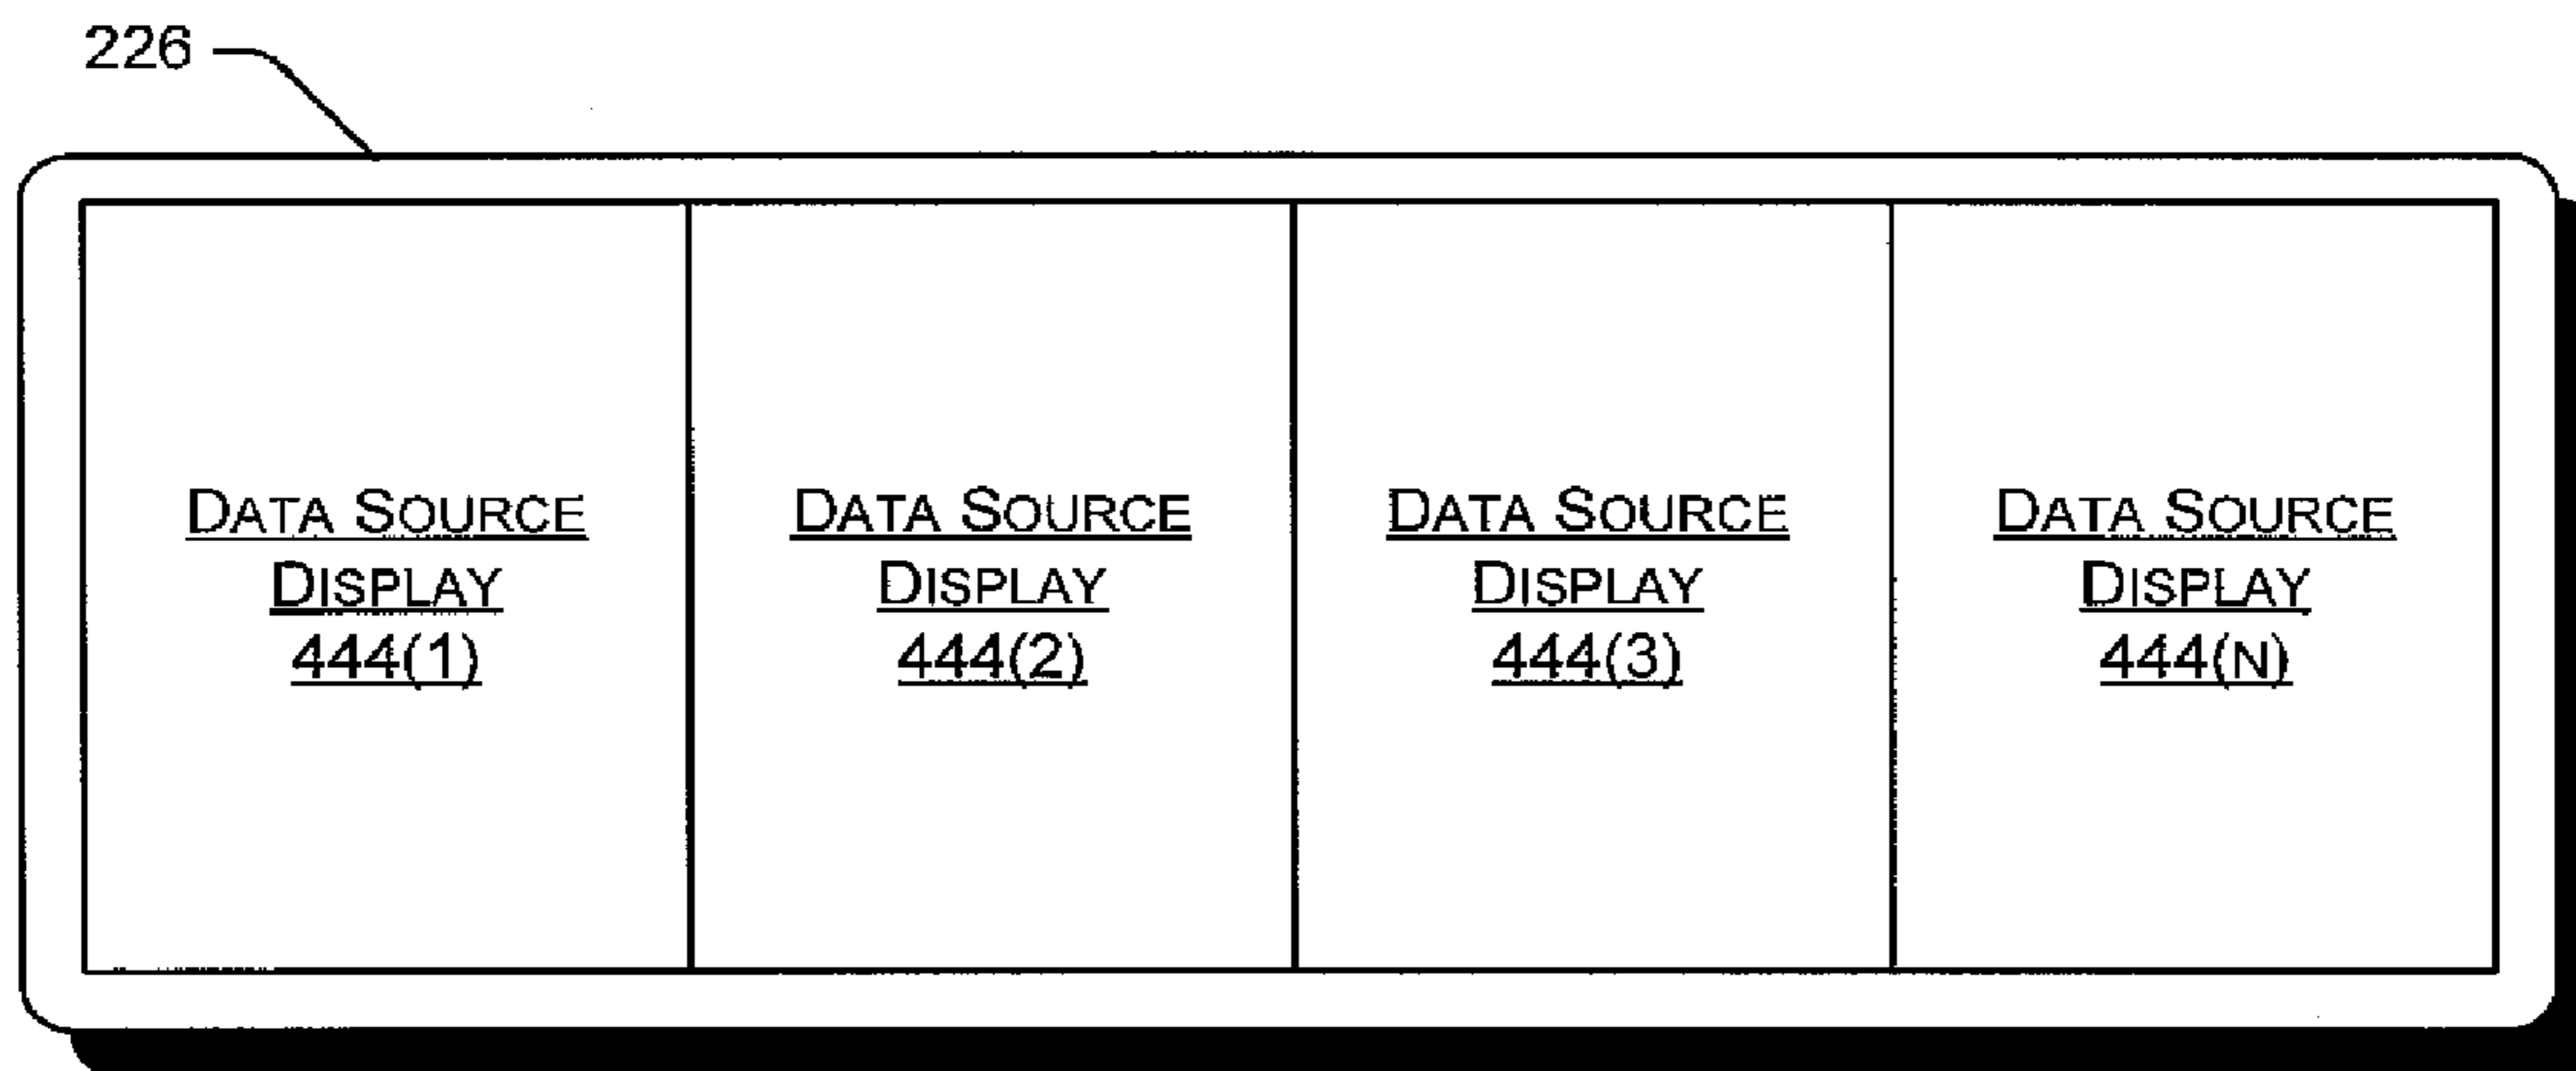 226
DATA SOURCE
DISPLAY
444(1)
DATA SOURCE
DISPLAY
444(2)
DATA SOURCE
DISPLAY
444(3)
DATA SOURCE
DISPLAY
444(N)